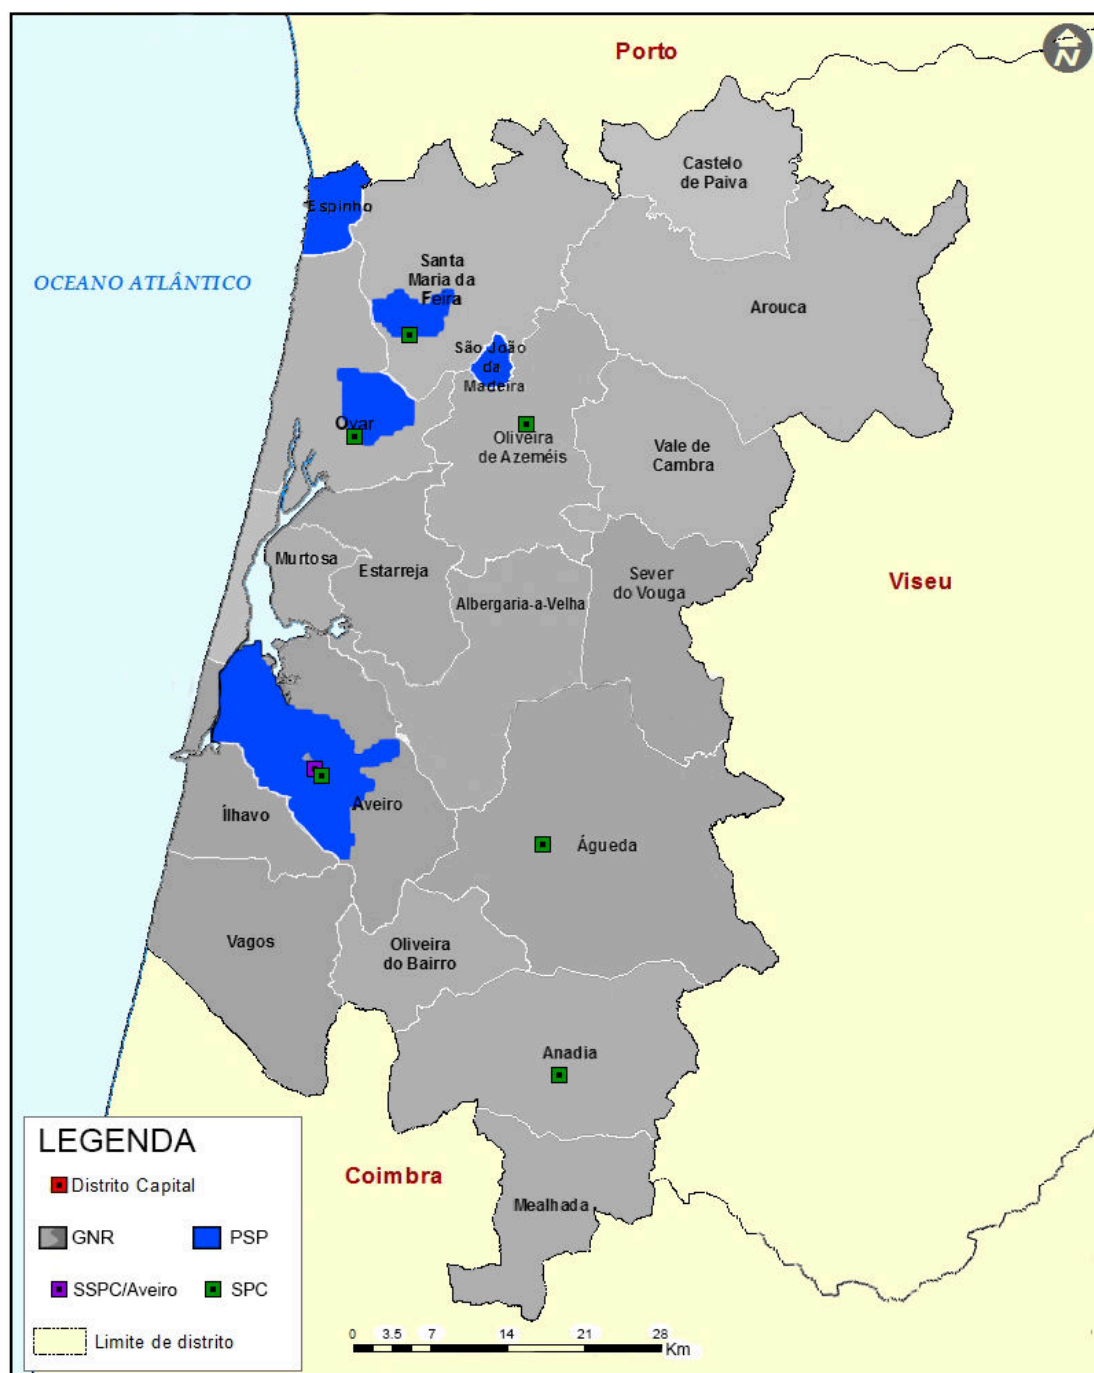 Porto
N
Castelo
de Paiva
Espinho
OCEANO ATLÂNTICO
Santa
Maria da
Feira
Arouca
São João
da
Madeira
Ovar
Oliveira
de Azeméis
Vale de
Cambra
Murtosa
Estarreja
Sever
do Vouga
Albergaria-a-Velha
Viseu
Ílhavo
Aveiro
Águeda
Vagos
Oliveira
do Bairro
Anadia
Coimbra
Mealhada
LEGENDA
Distrito Capital
GNR
PSP
SSPC/Aveiro
SPC
Limite de distrito
0 3.5 7 14 21 28
Km